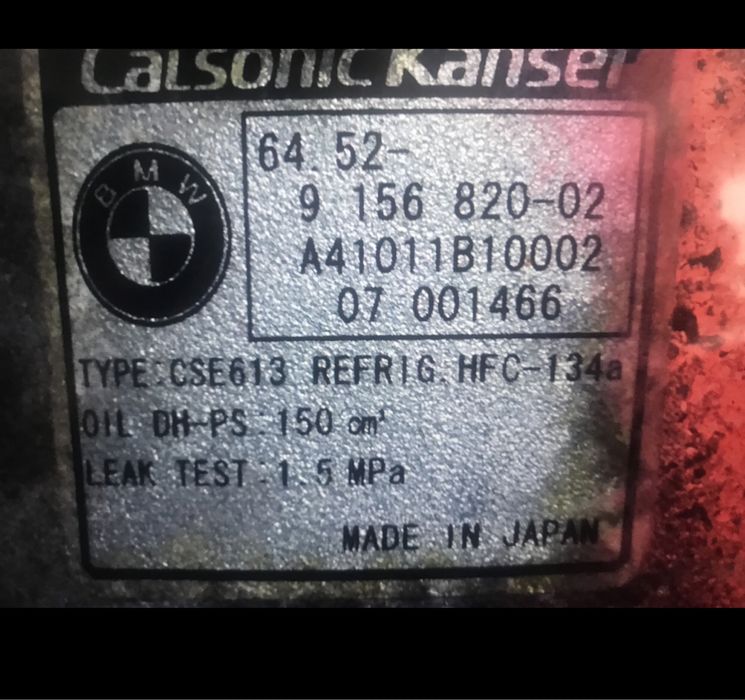 CalsonicKansei
BMW
64.52-
9 156 820-02
A41011B10002
07 001466
TYPE:CSE613 REFRIG.HFC-134a
OIL DH-PS:150 cm³
LEAK TEST:1.5 MPa
MADE IN JAPAN